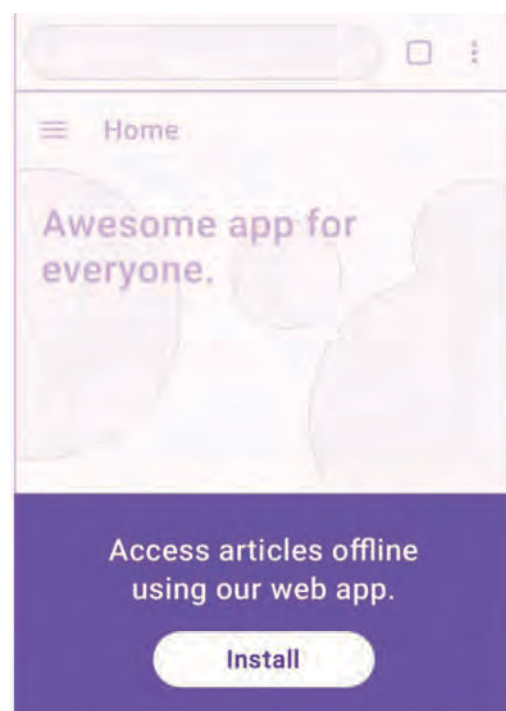 Home
Awesome app for
everyone.
Access articles offline
using our web app.
Install